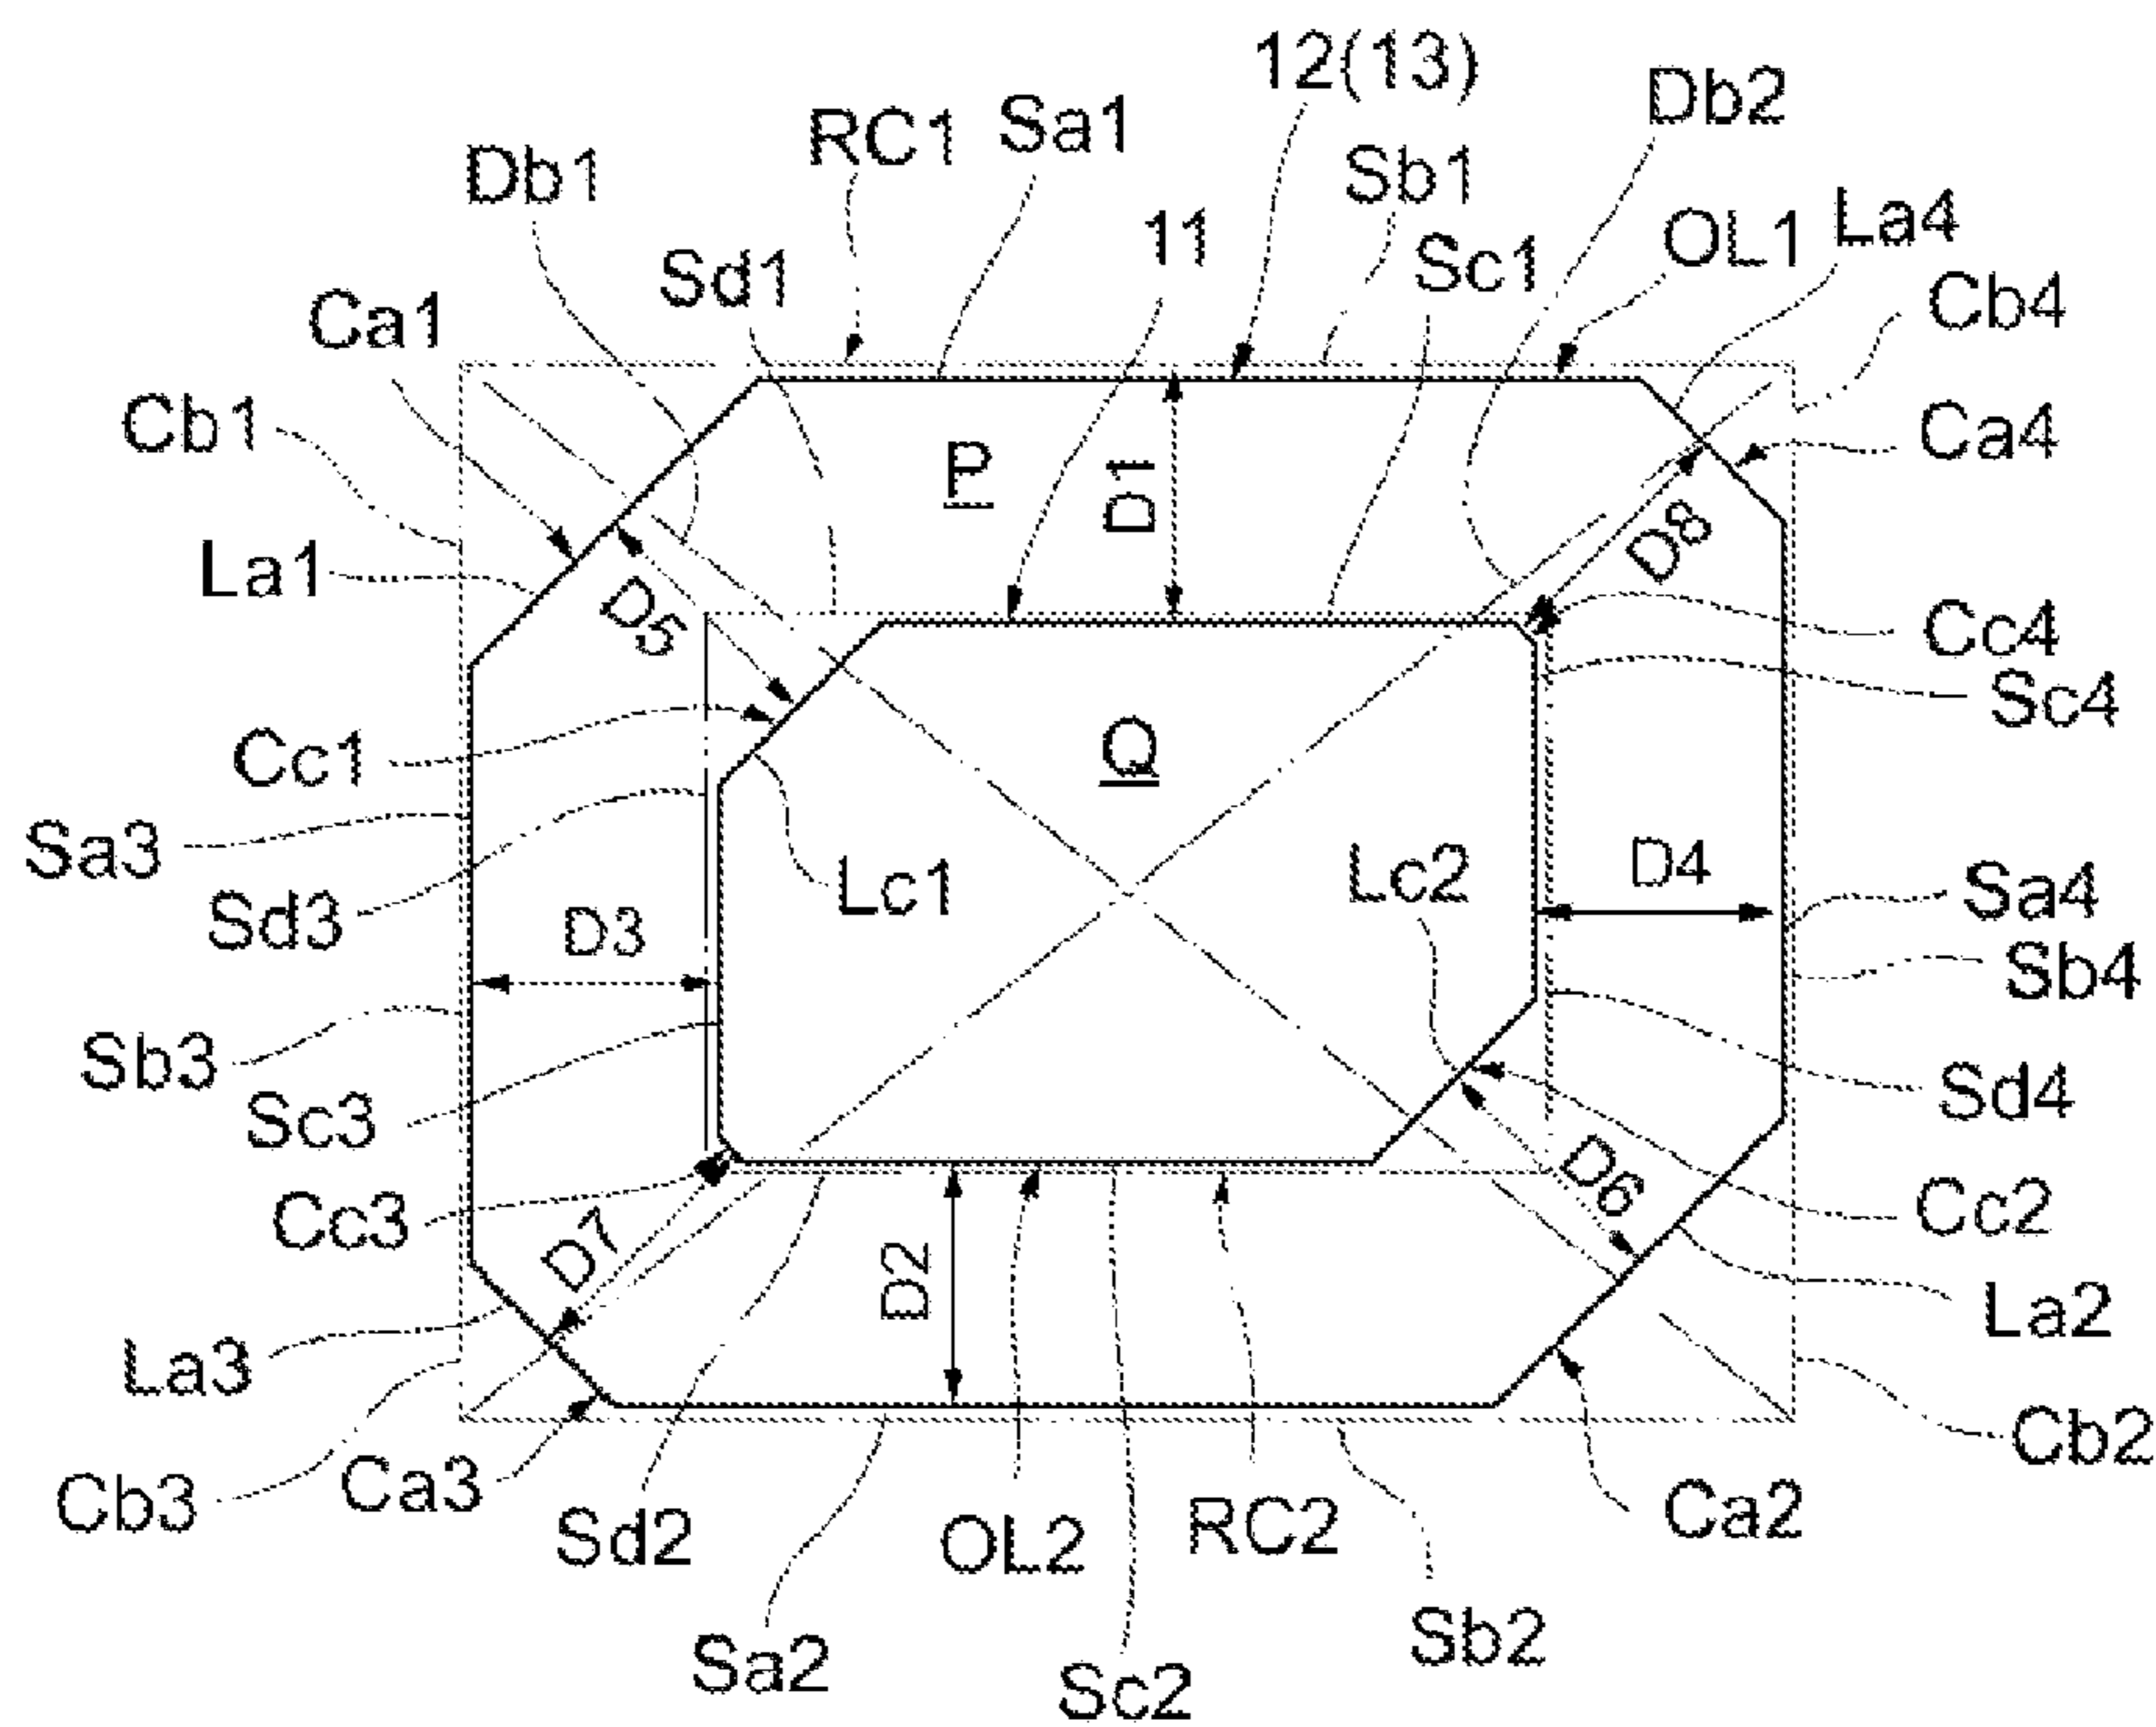 12(13)
Db2
RC1
Sa1
Db1
Sb1
11
La4
OL1
Sc1
Sd1
Cb4
Ca1
Cb1
Ca4
P
D1
D8
La1
D5
Cc4
Sc4
Cc1
Q
Sa3
D4
Lc2
Lc1
Sa4
Sd3
D3
Sb4
Sb3
Sd4
Sc3
D6
Cc2
Cc3
D7
D2
La2
La3
Cb2
Ca3
Cb3
Ca2
Sd2
OL2
RC2
Sb2
Sa2
Sc2